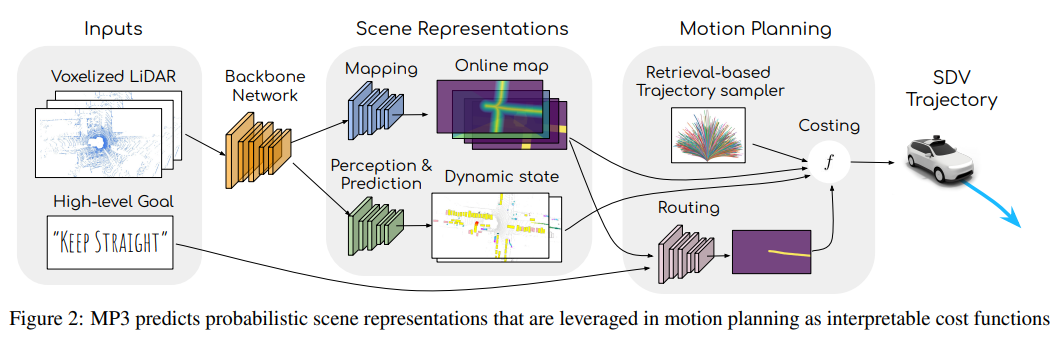 Inputs
Scene Representations
Motion Planning
Voxelized LiDAR
Backbone
Network
Mapping
Online map
Retrieval-based
Trajectory sampler
SDV
Trajectory
Costing
f
Perception &
Prediction
Dynamic state
High-level Goal
"KEEP STRAIGHT"
Routing
Figure 2: MP3 predicts probabilistic scene representations that are leveraged in motion planning as interpretable cost functions